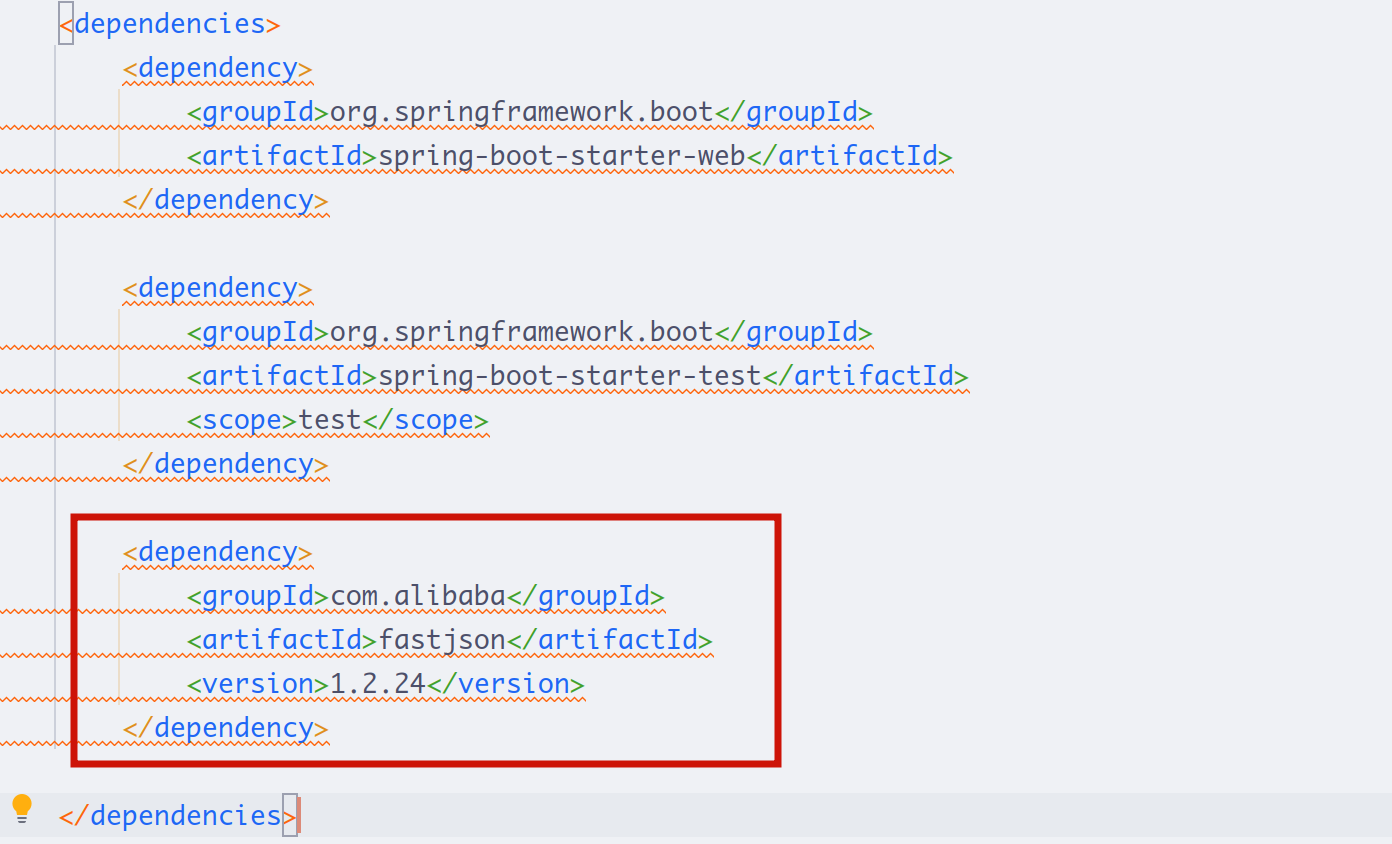 <dependencies>
<dependency>
<groupId>org.springframework.boot</groupId>
<artifactId>spring-boot-starter-web</artifactId>
</dependency>
<dependency>
<groupId>org.springframework.boot</groupId>
<artifactId>spring-boot-starter-test</artifactId>
<scope>test</scope>
</dependency>
<dependency>
<groupId>com.alibaba</groupId>
<artifactId>fastjson</artifactId>
<version>1.2.24</version>
</dependency>
</dependencies>